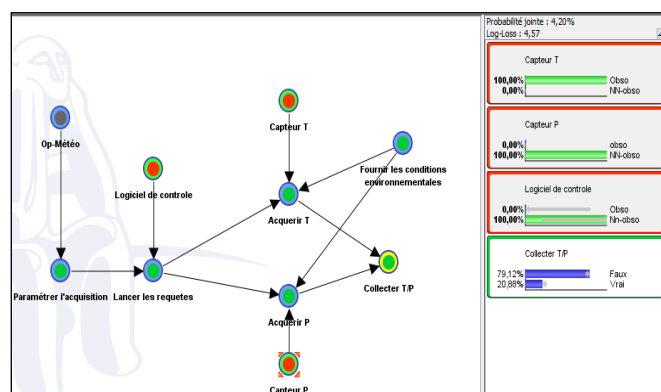 Probabilité jointe : 4,20%
Log-Loss : 4,57
Capteur T
100,00% Obso
0,00% NN-obso
Capteur P
0,00% obso
100,00% NN-obso
Logiciel de controle
0,00% Obso
100,00% Nn-obso
Collecter T/P
79,12% Faux
20,88% Vrai
Capteur T
Op-Météo
Logiciel de controle
Fournir les conditions
environnementales
Acquerir T
Paramétrer l'acquisition
Lancer les requetes
Collecter T/P
Acquerir P
Capteur P